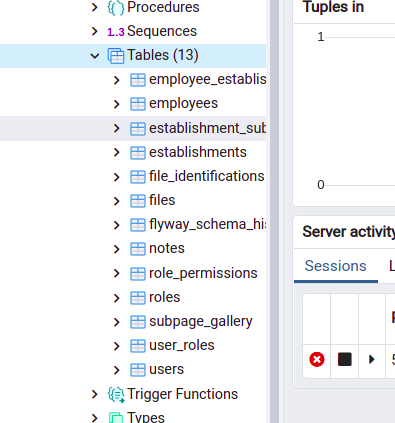 Procedures
1.3 Sequences
Tables (13)
employee_establis
employees
establishment_sub
establishments
file_identifications
files
flyway_schema_his
notes
role_permissions
roles
subpage_gallery
user_roles
users
Trigger Functions
Types
Tuples in
1
0
Server activity
Sessions
L